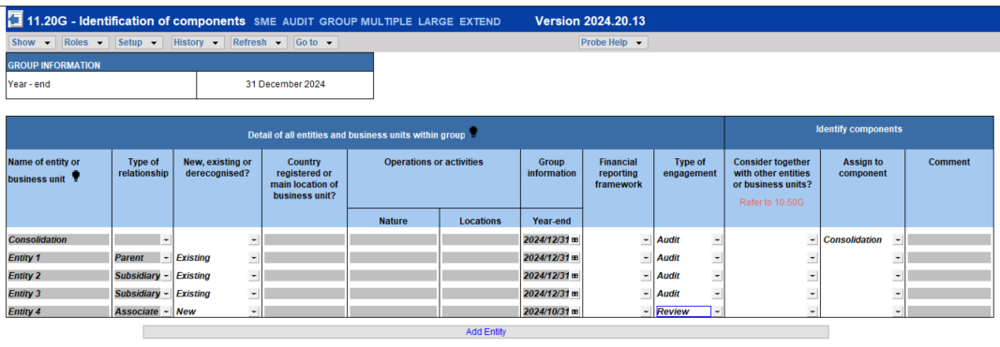 11.20G - Identification of components SME AUDIT GROUP MULTIPLE LARGE EXTEND Version 2024.20.13
Show Roles Setup History Refresh Go to Probe Help
GROUP INFORMATION
Year - end 31 December 2024
Detail of all entities and business units within group
Identify components
Name of entity or business unit
Type of relationship
New, existing or derecognised?
Country registered or main location of business unit?
Operations or activities
Group information
Financial reporting framework
Type of engagement
Consider together with other entities or business units?
Refer to 10.50G
Assign to component
Comment
Nature Locations Year-end
Consolidation 2024/12/31 Audit Consolidation
Entity 1 Parent Existing 2024/12/31 Audit
Entity 2 Subsidiary Existing 2024/12/31 Audit
Entity 3 Subsidiary Existing 2024/12/31 Audit
Entity 4 Associate New 2024/10/31 Review
Add Entity